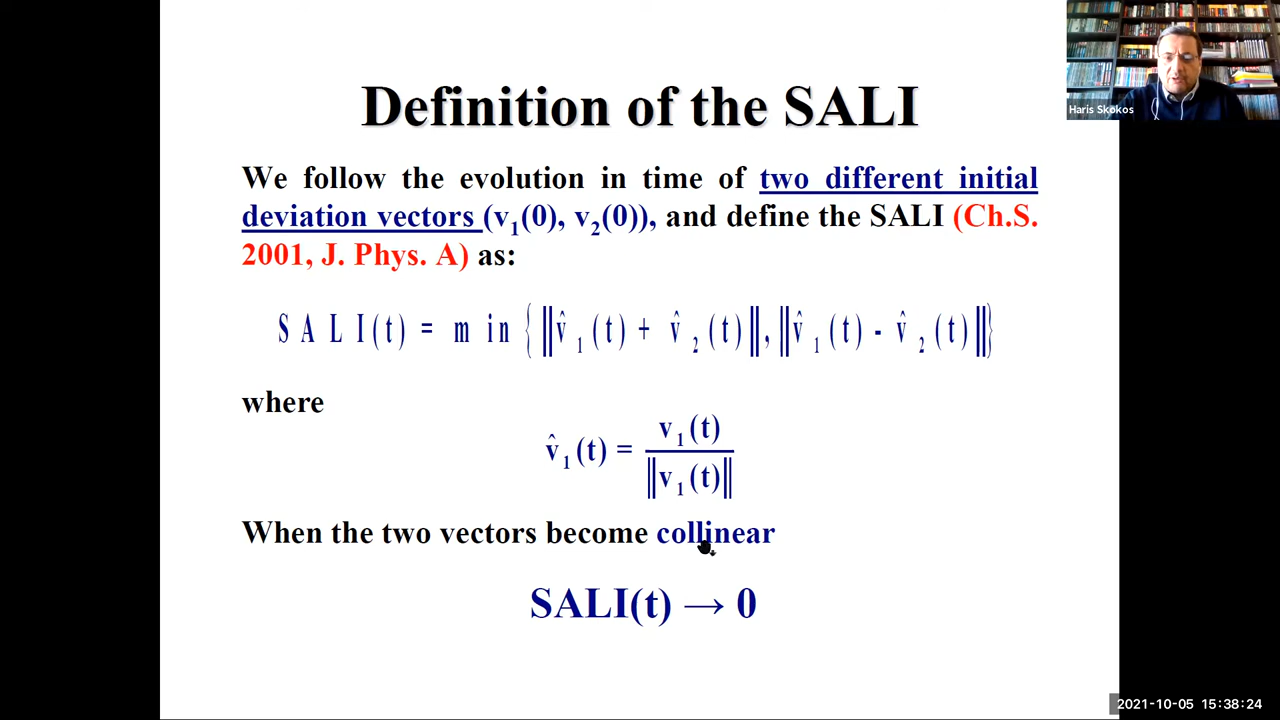 Definition of the SALI
Haris Skokos
We follow the evolution in time of two different initial
deviation vectors (v₁(0), v₂(0)), and define the SALI (Ch.S.
2001, J. Phys. A) as:
SALI(t) = min{‖v̂₁(t) + v̂₂(t)‖, ‖v̂₁(t) - v̂₂(t)‖}
where
v̂₁(t) = v₁(t) / ‖v₁(t)‖
When the two vectors become collinear
SALI(t) → 0
2021-10-05 15:38:24